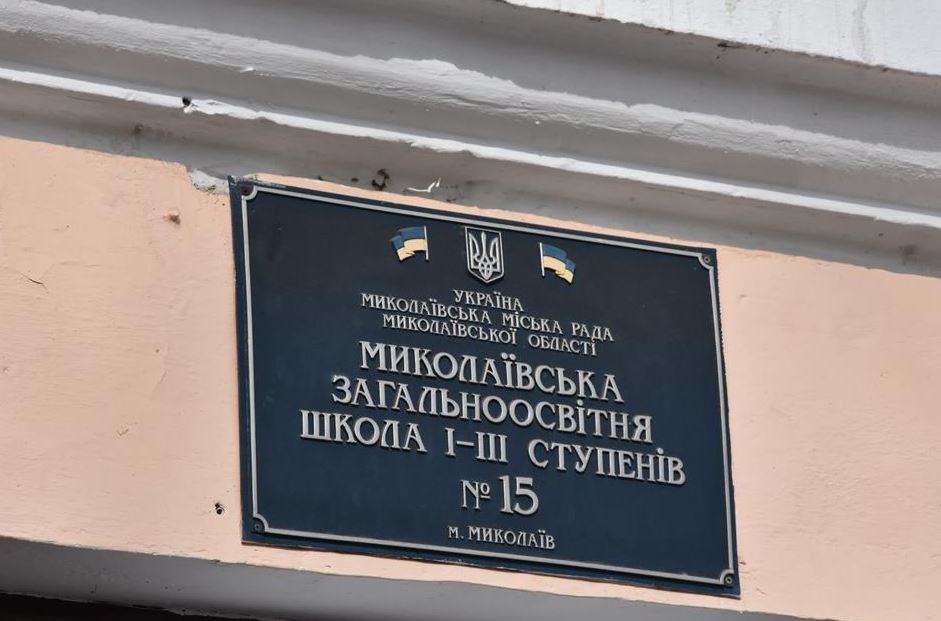 УКРАЇНА
МИКОЛАЇВСЬКА МІСЬКА РАДА
МИКОЛАЇВСЬКОЇ ОБЛАСТІ
МИКОЛАЇВСЬКА
ЗАГАЛЬНООСВІТНЯ
ШКОЛА І-ІІІ СТУПЕНІВ
№ 15
М. МИКОЛАЇВ